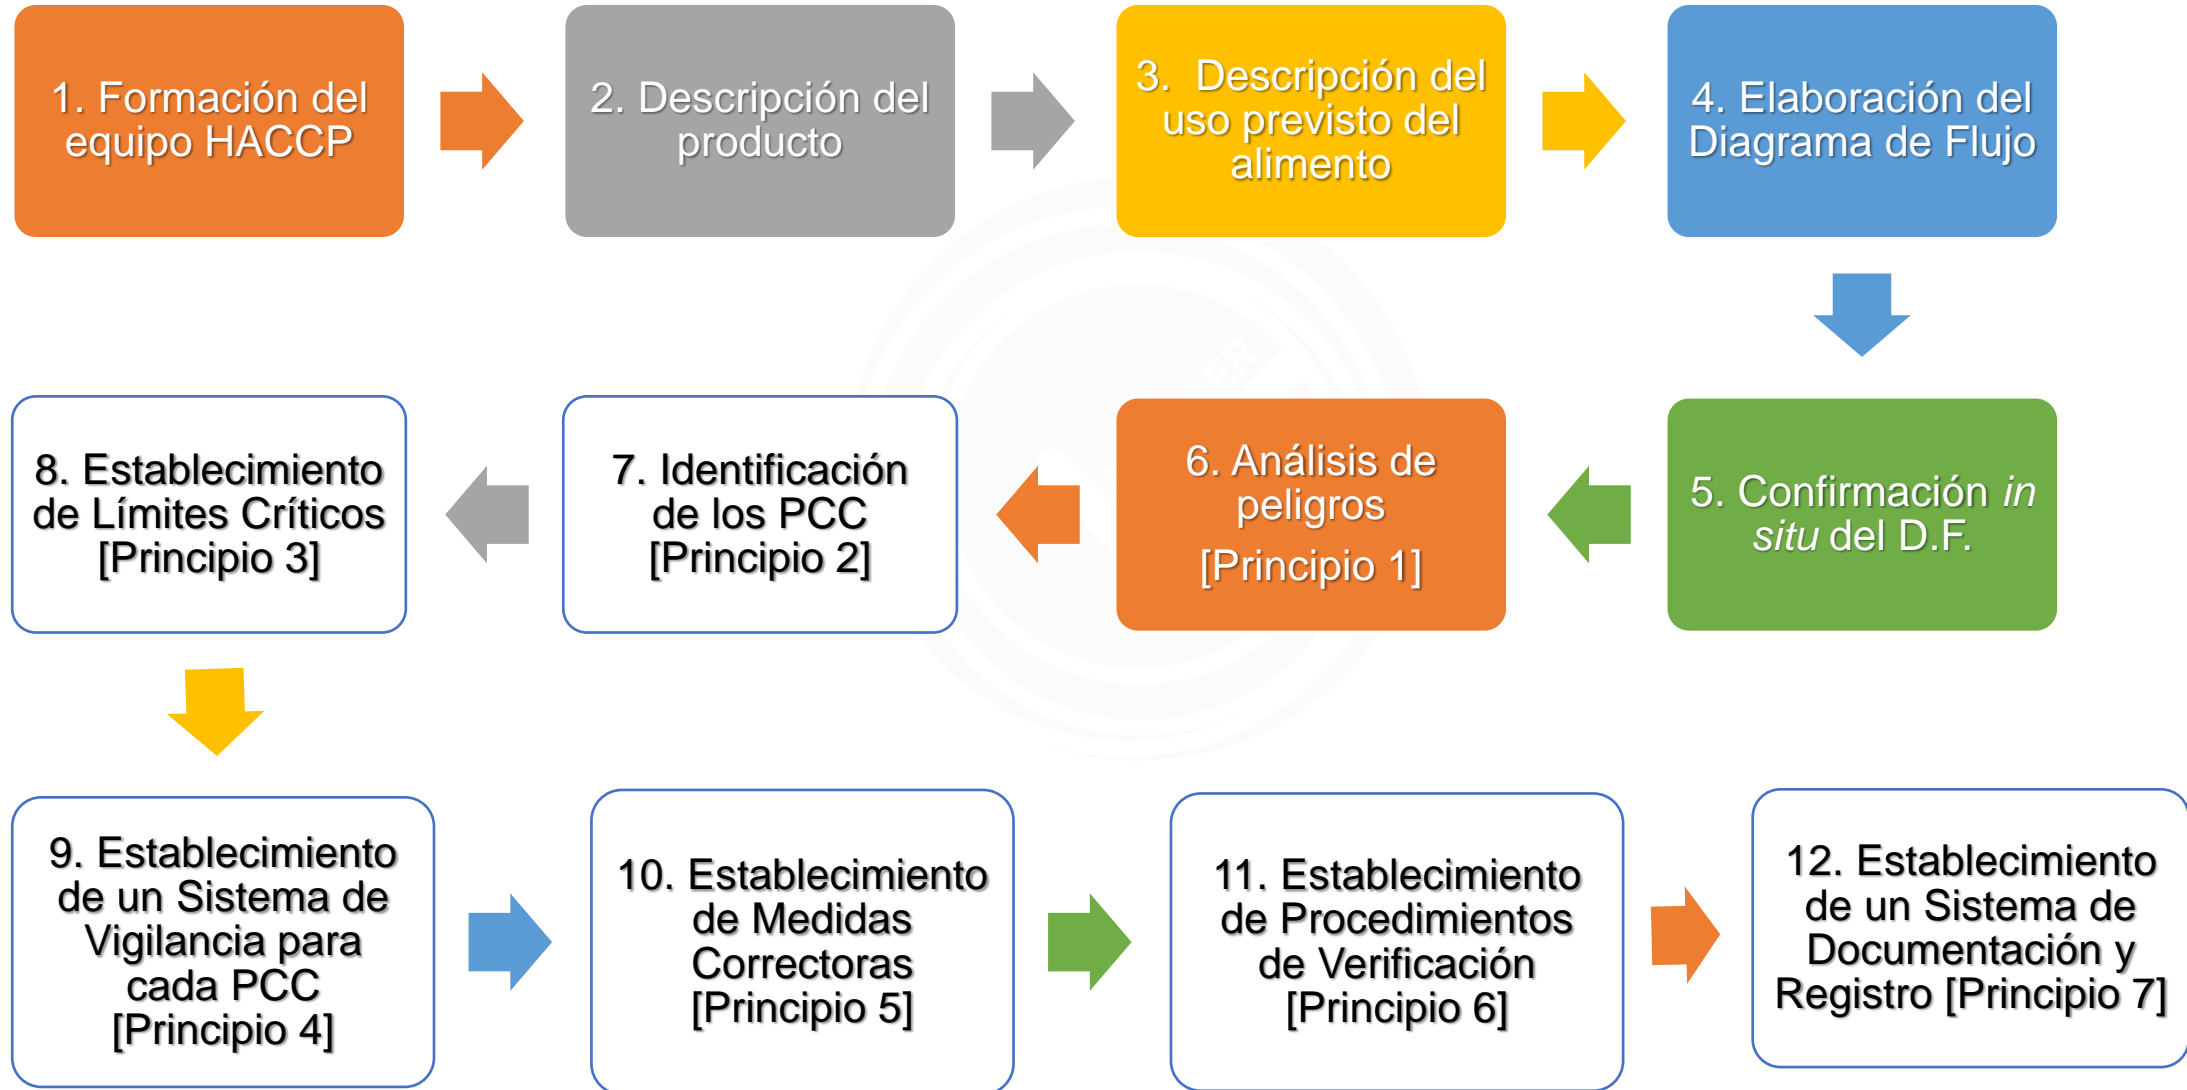 1. Formación del
equipo HACCP
2. Descripción del
producto
3. Descripción del
uso previsto del
alimento
4. Elaboración del
Diagrama de Flujo
5. Confirmación in
situ del D.F.
6. Análisis de
peligros
[Principio 1]
7. Identificación
de los PCC
[Principio 2]
8. Establecimiento
de Límites Críticos
[Principio 3]
9. Establecimiento
de un Sistema de
Vigilancia para
cada PCC
[Principio 4]
10. Establecimiento
de Medidas
Correctoras
[Principio 5]
11. Establecimiento
de Procedimientos
de Verificación
[Principio 6]
12. Establecimiento
de un Sistema de
Documentación y
Registro [Principio 7]